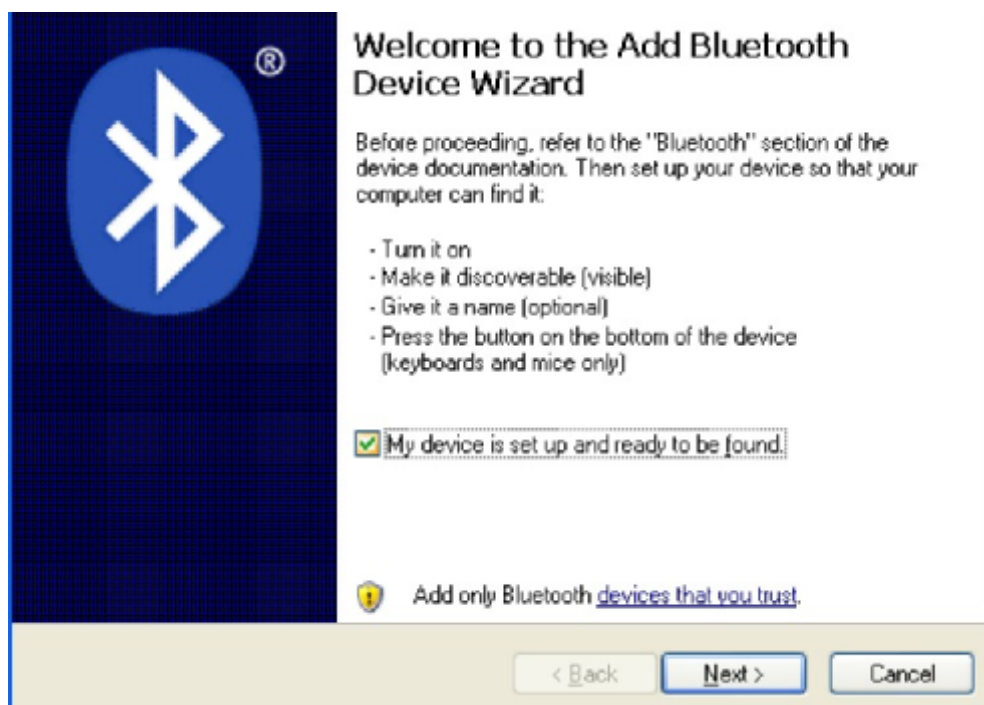 ®
Welcome to the Add Bluetooth
Device Wizard
Before proceeding, refer to the "Bluetooth" section of the
device documentation. Then set up your device so that your
computer can find it:
- Turn it on
- Make it discoverable (visible)
- Give it a name (optional)
- Press the button on the bottom of the device
(keyboards and mice only)
My device is set up and ready to be found.
Add only Bluetooth devices that you trust.
< Back Next > Cancel